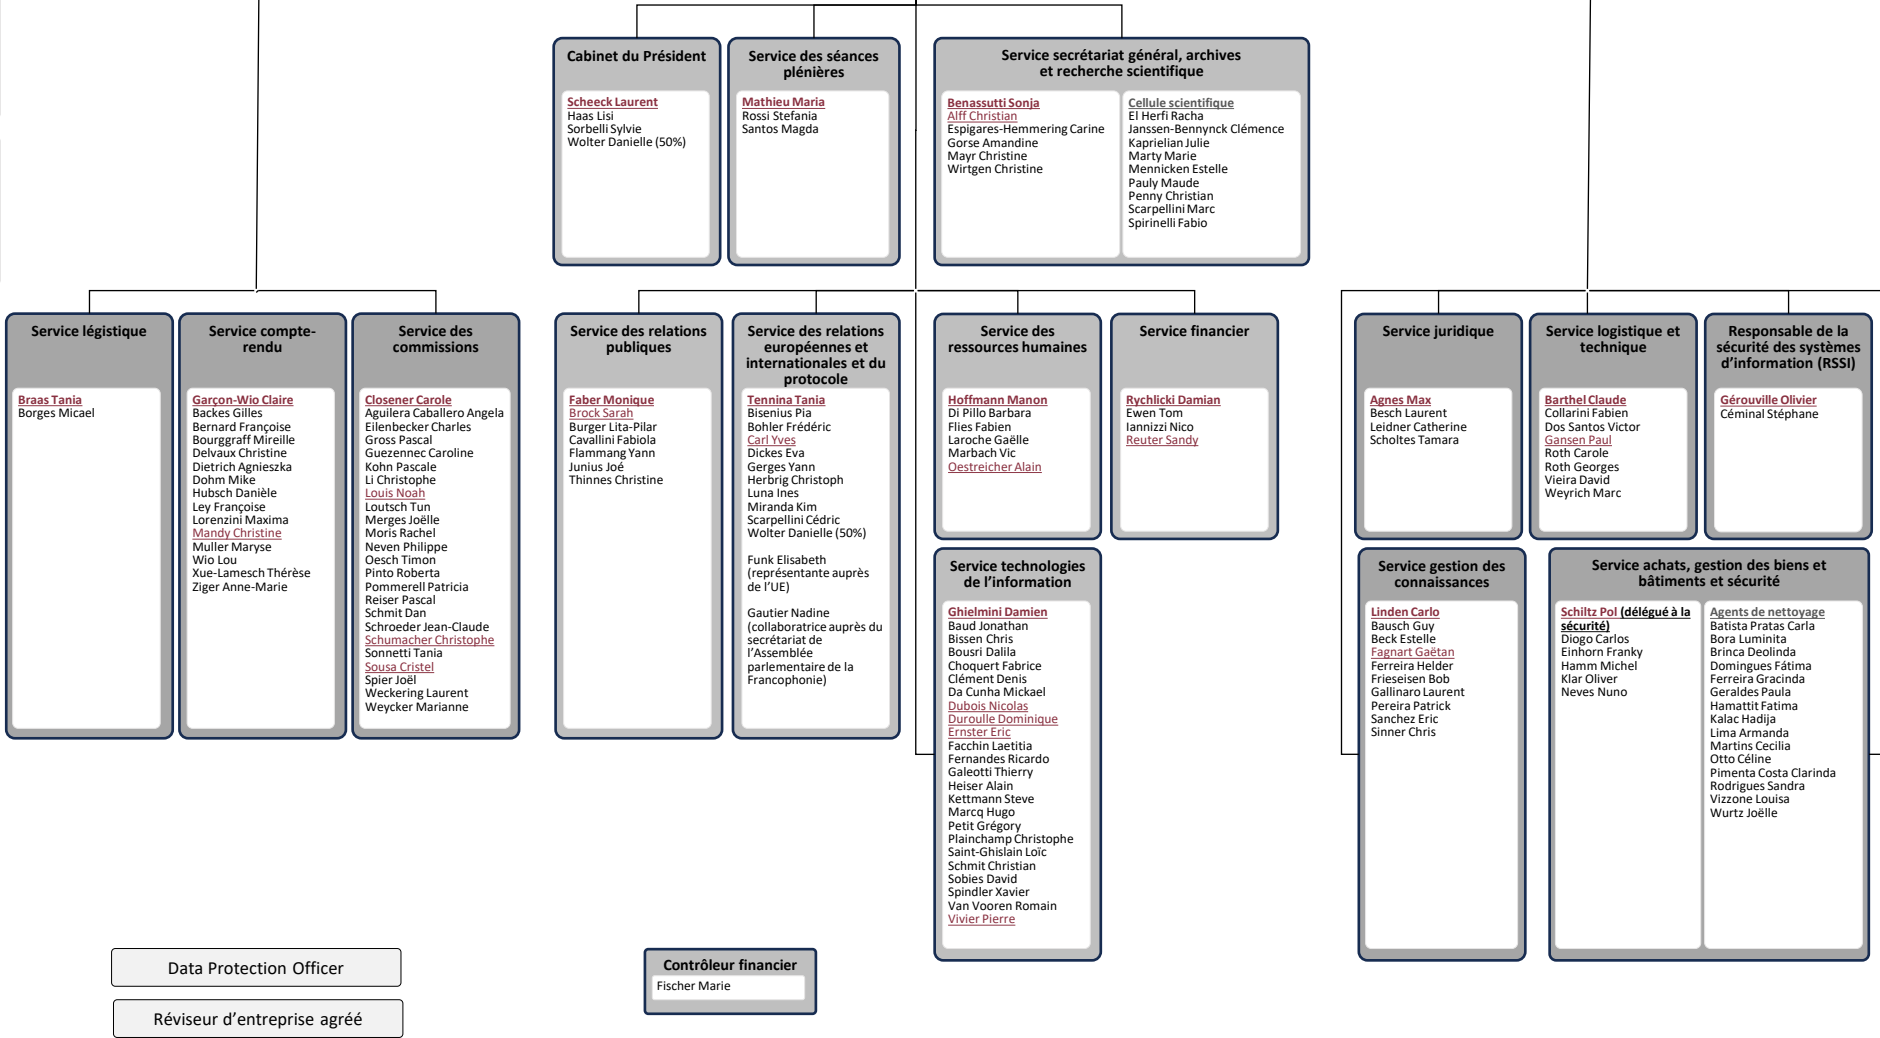 Cabinet du Président
Scheeck Laurent
Haas Lisi
Sorbelli Sylvie
Wolter Danielle (50%)
Service des séances
plénières
Mathieu Maria
Rossi Stefania
Santos Magda
Service secrétariat général, archives
et recherche scientifique
Benassutti Sonja
Alff Christian
Espigares-Hemmering Carine
Gorse Amandine
Mayr Christine
Wirtgen Christine
Cellule scientifique
El Herfi Racha
Janssen-Bennynck Clémence
Kaprielian Julie
Marty Marie
Mennicken Estelle
Pauly Maude
Penny Christian
Scarpellini Marc
Spirinelli Fabio
Service légistique
Braas Tania
Borges Micael
Service compte-
rendu
Garçon-Wio Claire
Backes Gilles
Bernard Françoise
Bourggraff Mireille
Delvaux Christine
Dietrich Agnieszka
Dohm Mike
Hubsch Danièle
Ley Françoise
Lorenzini Maxima
Mandy Christine
Muller Maryse
Wio Lou
Xue-Lamesch Thérèse
Ziger Anne-Marie
Service des
commissions
Closener Carole
Aguilera Caballero Angela
Eilenbecker Charles
Gross Pascal
Guezennec Caroline
Kohn Pascale
Li Christophe
Louis Noah
Loutsch Tun
Merges Joëlle
Moris Rachel
Neven Philippe
Oesch Timon
Pinto Roberta
Pommerell Patricia
Reiser Pascal
Schmit Dan
Schroeder Jean-Claude
Schumacher Christophe
Sonnetti Tania
Sousa Cristel
Spier Joël
Weckering Laurent
Weycker Marianne
Service des relations
publiques
Faber Monique
Brock Sarah
Burger Lita-Pilar
Cavallini Fabiola
Flammang Yann
Junius Joé
Thinnes Christine
Service des relations
européennes et
internationales et du
protocole
Tennina Tania
Bisenius Pia
Bohler Frédéric
Carl Yves
Dickes Eva
Gerges Yann
Herbrig Christoph
Luna Ines
Miranda Kim
Scarpellini Cédric
Wolter Danielle (50%)
Funk Elisabeth
(représentante auprès
de l'UE)
Gautier Nadine
(collaboratrice auprès du
secrétariat de
l'Assemblée
parlementaire de la
Francophonie)
Service des
ressources humaines
Hoffmann Manon
Di Pillo Barbara
Flies Fabien
Laroche Gaëlle
Marbach Vic
Oestreicher Alain
Service financier
Rychlicki Damian
Ewen Tom
Iannizzi Nico
Reuter Sandy
Service technologies
de l'information
Ghielmini Damien
Baud Jonathan
Bissen Chris
Bousri Dalila
Choquert Fabrice
Clément Denis
Da Cunha Mickael
Dubois Nicolas
Duroulle Dominique
Ernster Eric
Facchin Laetitia
Fernandes Ricardo
Galeotti Thierry
Heiser Alain
Kettmann Steve
Marcq Hugo
Petit Grégory
Plainchamp Christophe
Saint-Ghislain Loïc
Schmit Christian
Sobies David
Spindler Xavier
Van Vooren Romain
Vivier Pierre
Service juridique
Agnes Max
Besch Laurent
Leidner Catherine
Scholtes Tamara
Service logistique et
technique
Barthel Claude
Collarini Fabien
Dos Santos Victor
Gansen Paul
Roth Carole
Roth Georges
Vieira David
Weyrich Marc
Responsable de la
sécurité des systèmes
d'information (RSSI)
Gérouville Olivier
Céminal Stéphane
Service gestion des
connaissances
Linden Carlo
Bausch Guy
Beck Estelle
Fagnart Gaëtan
Ferreira Helder
Frieseisen Bob
Gallinaro Laurent
Pereira Patrick
Sanchez Eric
Sinner Chris
Service achats, gestion des biens et
bâtiments et sécurité
Schiltz Pol (délégué à la
sécurité)
Diogo Carlos
Einhorn Franky
Hamm Michel
Klar Oliver
Neves Nuno
Agents de nettoyage
Batista Pratas Carla
Bora Luminita
Brinca Deolinda
Domingues Fátima
Ferreira Gracinda
Geraldes Paula
Hamattit Fatima
Kalac Hadija
Lima Armanda
Martins Cecilia
Otto Céline
Pimenta Costa Clarinda
Rodrigues Sandra
Vizzone Louisa
Wurtz Joëlle
Data Protection Officer
Réviseur d'entreprise agréé
Contrôleur financier
Fischer Marie